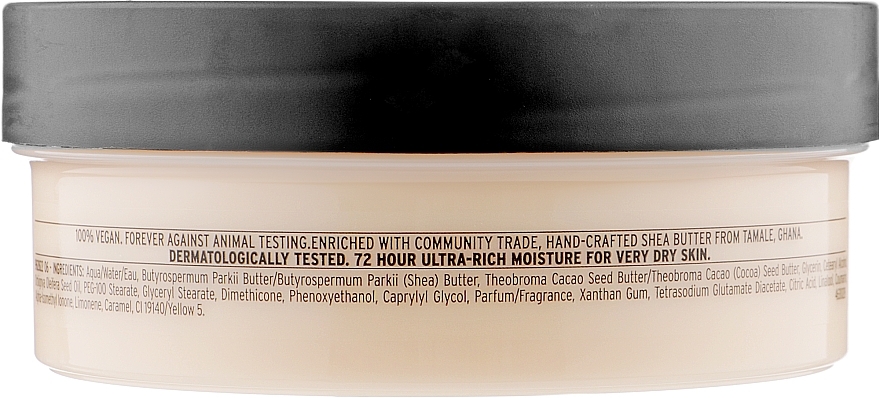 100% VEGAN. FOREVER AGAINST ANIMAL TESTING.ENRICHED WITH COMMUNITY TRADE, HAND-CRAFTED SHEA BUTTER FROM TAMALE, GHANA.
DERMATOLOGICALLY TESTED. 72 HOUR ULTRA-RICH MOISTURE FOR VERY DRY SKIN.
06 - INGREDIENTS: Aqua/Water/Eau, Butyrospermum Parkii Butter/Butyrospermum Parkii (Shea) Butter, Theobroma Cacao Seed Butter/Theobroma Cacao (Cocoa) Seed Butter, Glycerin, Cetearyl
Oleifera Seed Oil, PEG-100 Stearate, Glyceryl Stearate, Dimethicone, Phenoxyethanol, Caprylyl Glycol, Parfum/Fragrance, Xanthan Gum, Tetrasodium Glutamate Diacetate, Citric Acid, Linalool,
Ionone, Limonene, Caramel, CI 19140/Yellow 5.